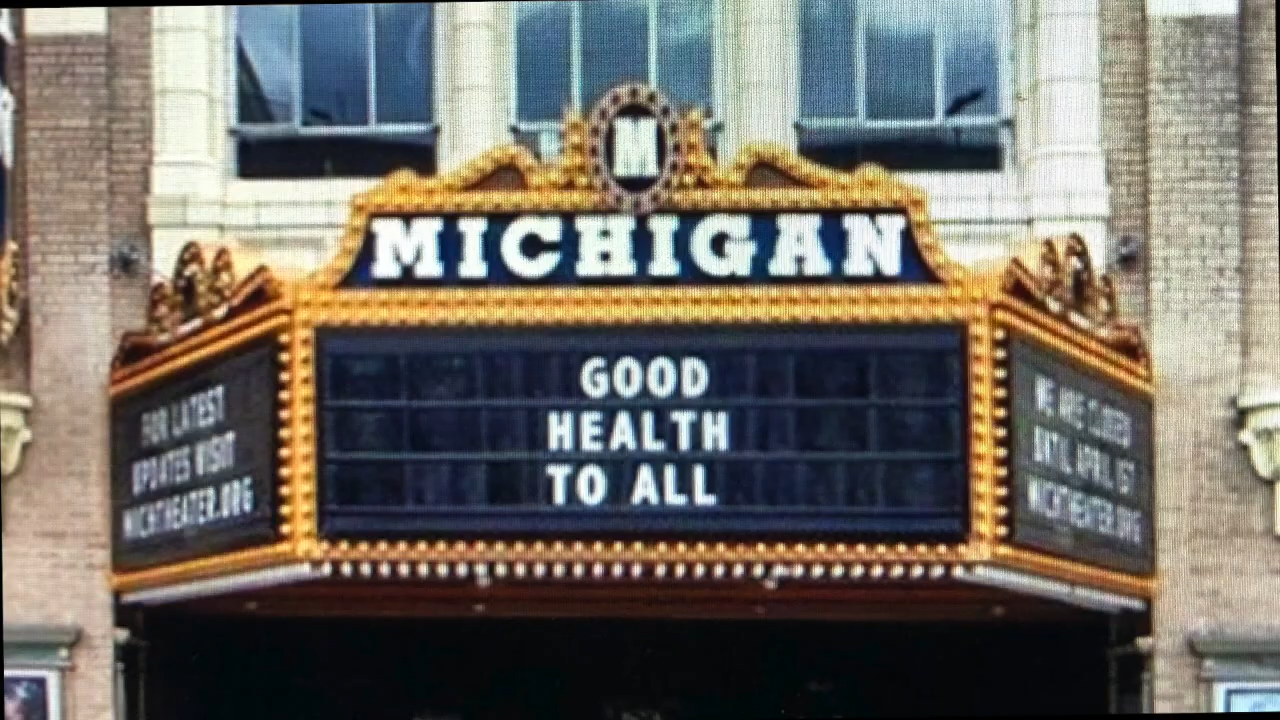 M
MICHIGAN
FOR LATEST
UPDATES VISIT
MICHTHEATER.ORG
GOOD
HEALTH
TO ALL
WE ARE CLOSED
UNTIL APRIL 1ST
MICHTHEATER.ORG